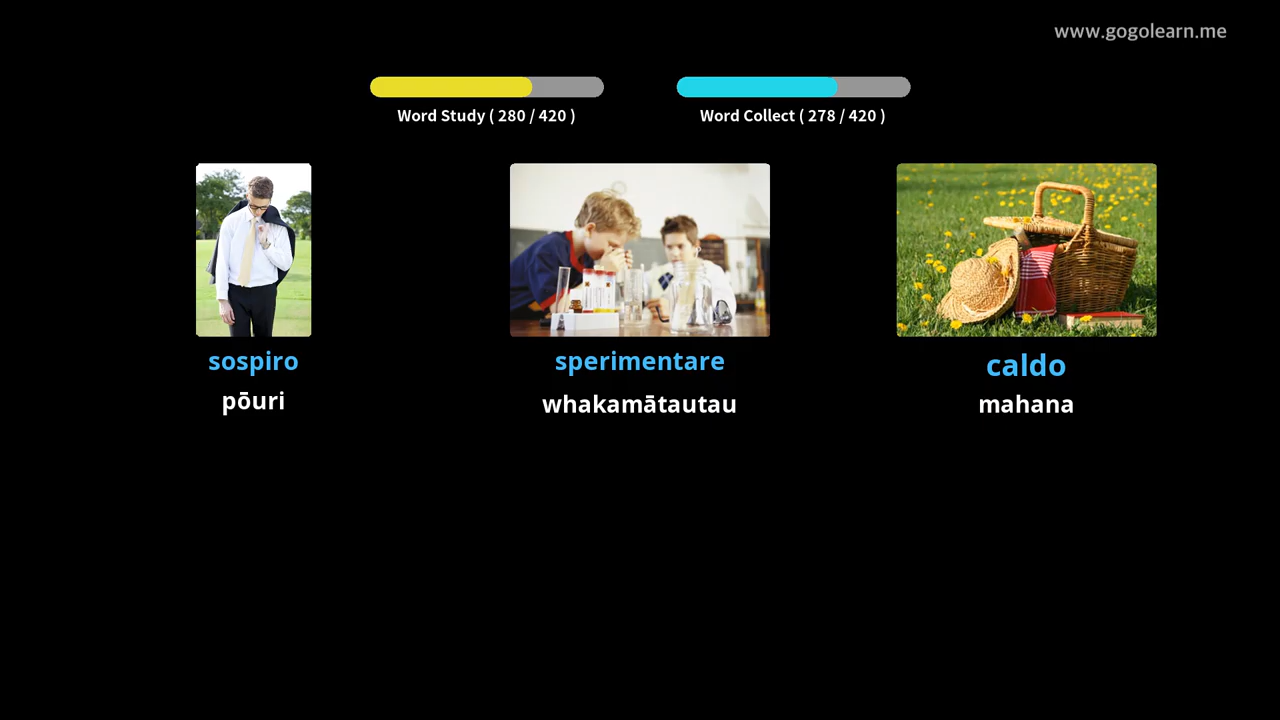 www.gogolearn.me
Word Study ( 280 / 420 )
Word Collect ( 278 / 420 )
sospiro
pōuri
sperimentare
whakamātautau
caldo
mahana